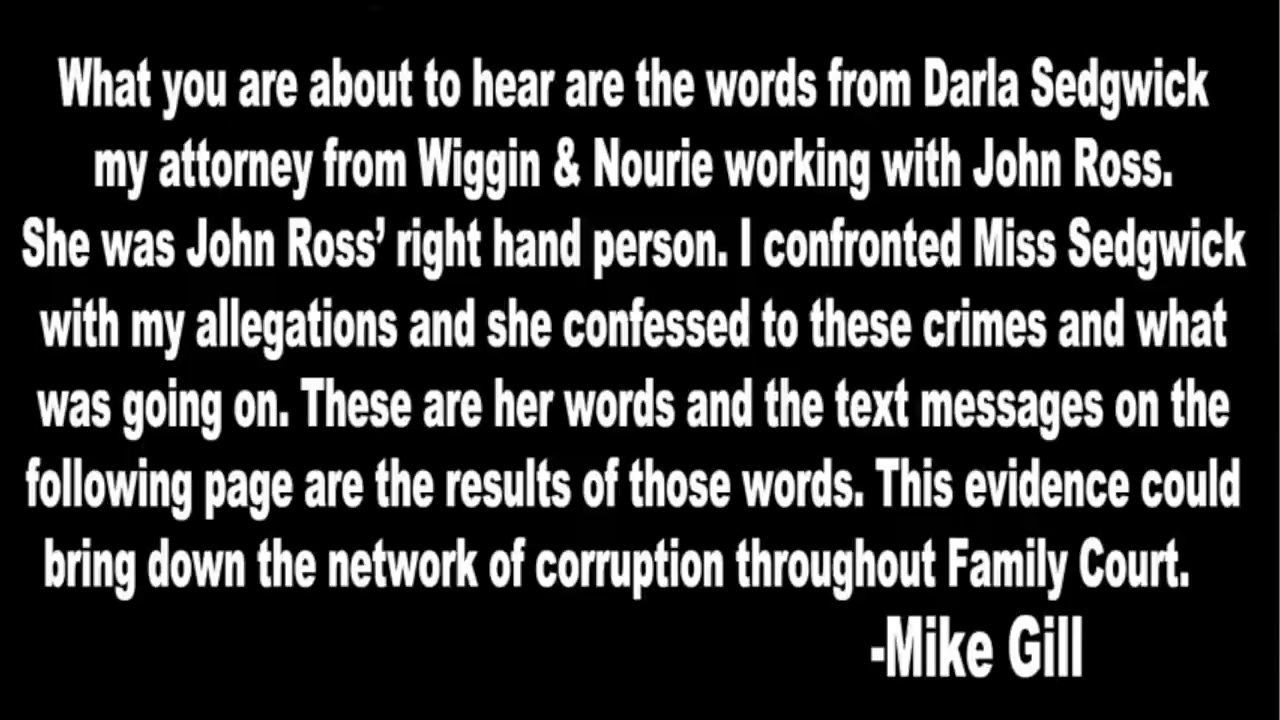 What you are about to hear are the words from Darla Sedgwick
my attorney from Wiggin & Nourie working with John Ross.
She was John Ross’ right hand person. I confronted Miss Sedgwick
with my allegations and she confessed to these crimes and what
was going on. These are her words and the text messages on the
following page are the results of those words. This evidence could
bring down the network of corruption throughout Family Court.
-Mike Gill